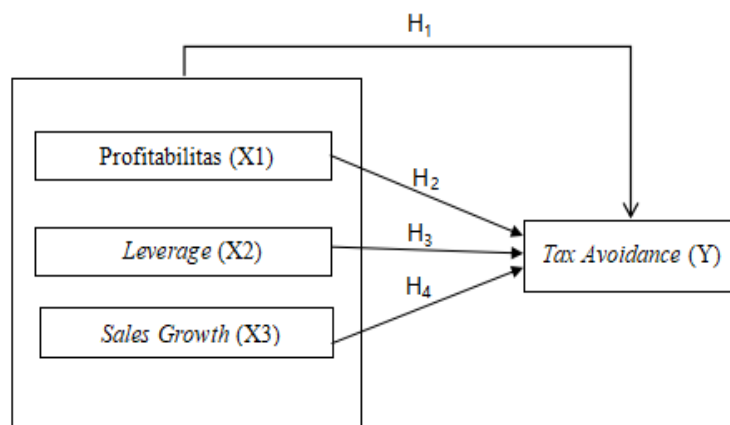 H₁
Profitabilitas (X1)
H₂
Leverage (X2)
H₃
Tax Avoidance (Y)
H₄
Sales Growth (X3)